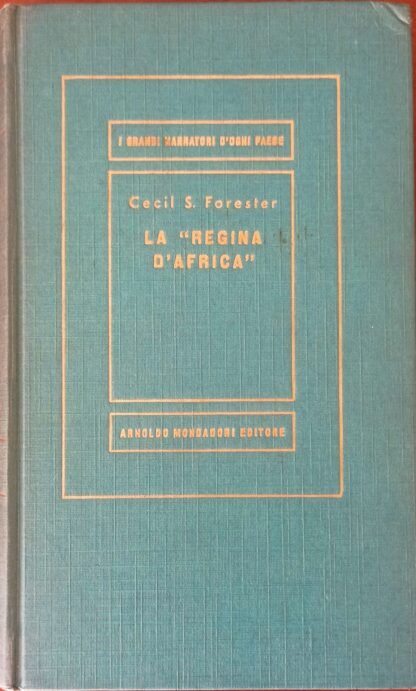 I GRANDI NARRATORI D'OGNI PAESE
Cecil S. Forester
LA "REGINA
D'AFRICA"
ARNOLDO MONDADORI EDITORE